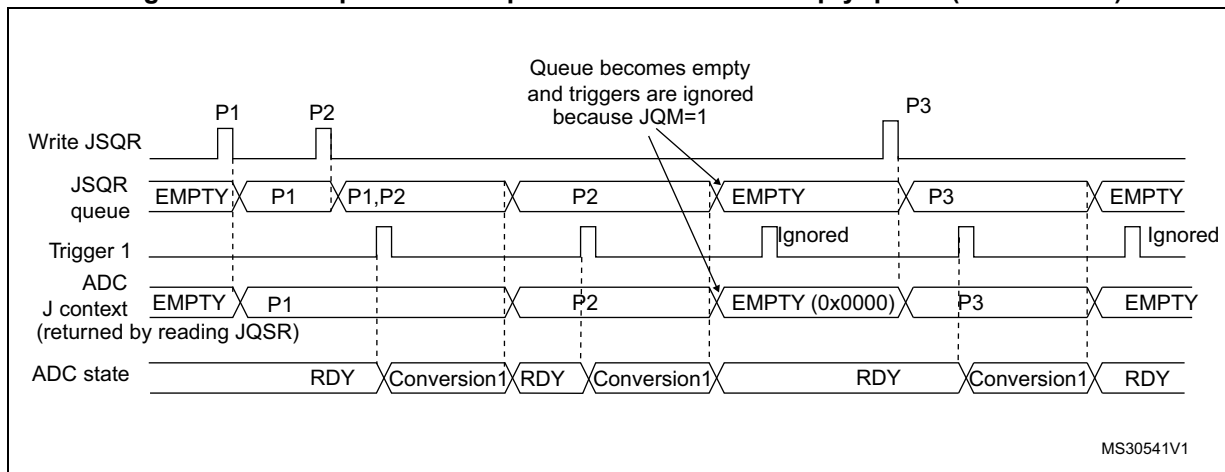 Queue becomes empty
and triggers are ignored
because JQM=1
P1
P2
P3
Write JSQR
JSQR
queue
EMPTY
P1
P1,P2
P2
EMPTY
P3
EMPTY
Trigger 1
Ignored
Ignored
ADC
J context
(returned by reading JQSR)
EMPTY
P1
P2
EMPTY (0x0000)
P3
EMPTY
ADC state
RDY
Conversion1
RDY
Conversion1
RDY
Conversion1
RDY
MS30541V1